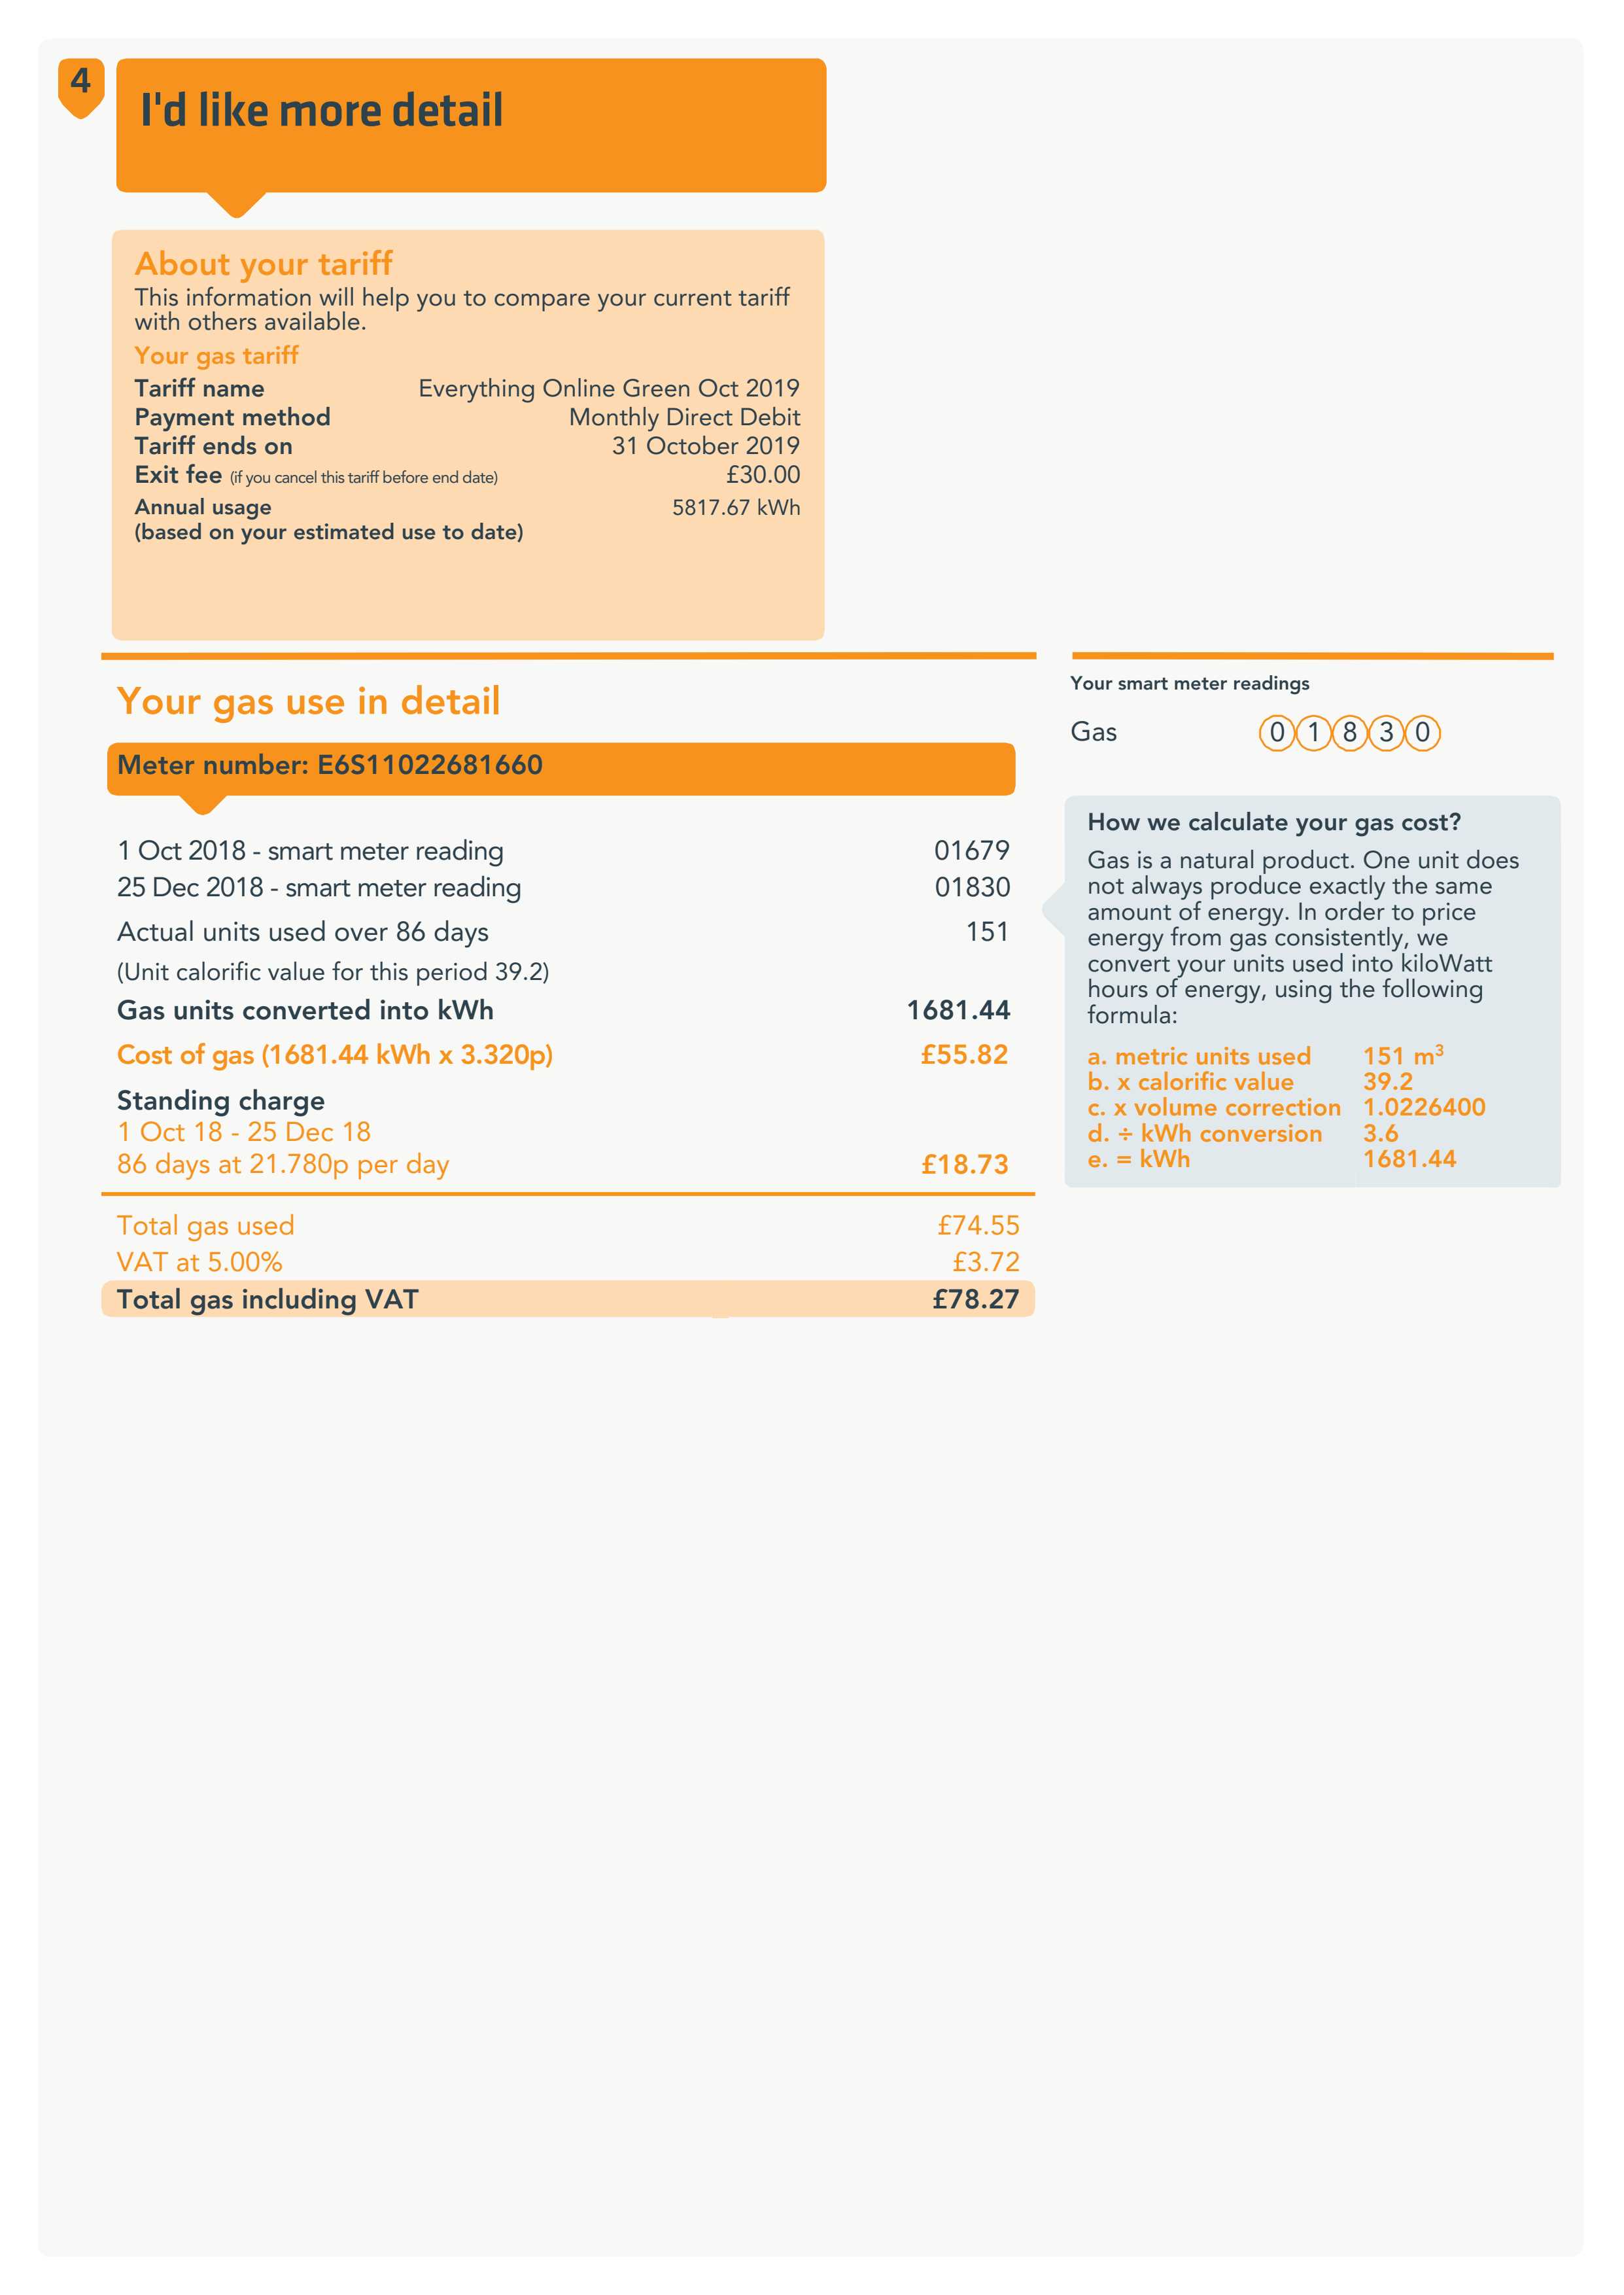 4
I'd like more detail
About your tariff
This information will help you to compare your current tariff
with others available.
Your gas tariff
Tariff name Everything Online Green Oct 2019
Payment method Monthly Direct Debit
Tariff ends on 31 October 2019
Exit fee (if you cancel this tariff before end date) £30.00
Annual usage 5817.67 kWh
(based on your estimated use to date)
Your gas use in detail
Meter number: E6S11022681660
1 Oct 2018 - smart meter reading 01679
25 Dec 2018 - smart meter reading 01830
Actual units used over 86 days 151
(Unit calorific value for this period 39.2)
Gas units converted into kWh 1681.44
Cost of gas (1681.44 kWh x 3.320p) £55.82
Standing charge
1 Oct 18 - 25 Dec 18
86 days at 21.780p per day £18.73
Total gas used £74.55
VAT at 5.00% £3.72
Total gas including VAT £78.27
Your smart meter readings
Gas 0 1 8 3 0
How we calculate your gas cost?
Gas is a natural product. One unit does
not always produce exactly the same
amount of energy. In order to price
energy from gas consistently, we
convert your units used into kiloWatt
hours of energy, using the following
formula:
a. metric units used 151 m³
b. x calorific value 39.2
c. x volume correction 1.0226400
d. ÷ kWh conversion 3.6
e. = kWh 1681.44